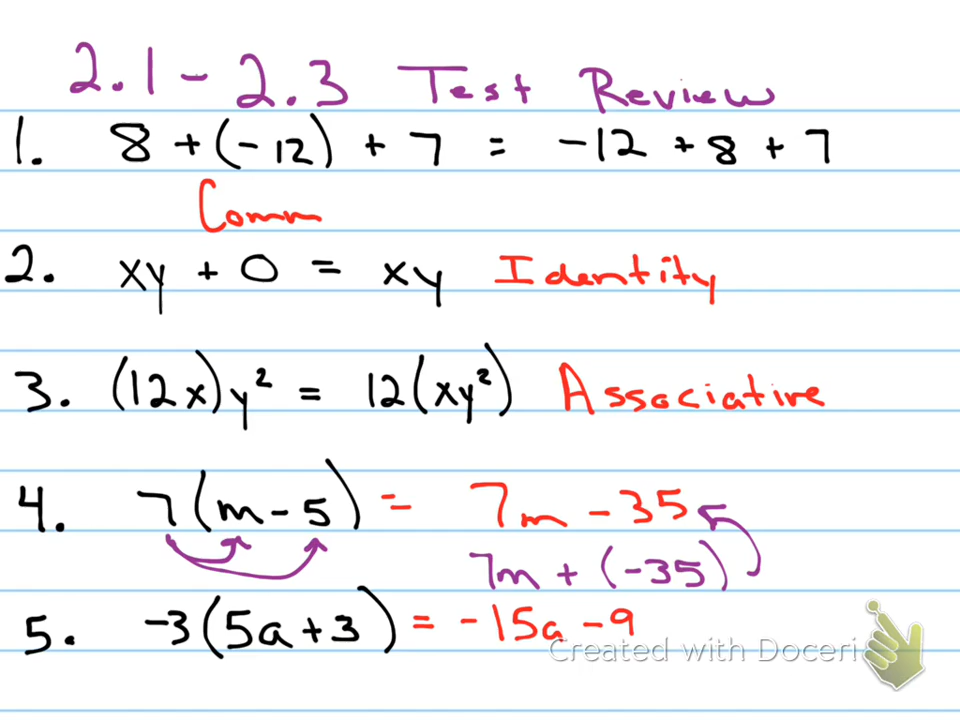 2.1 - 2.3 Test Review
1. 8 + (-12) + 7 = -12 + 8 + 7
Comm
2. xy + 0 = xy Identity
3. (12x)y² = 12(xy²) Associative
4. 7(m - 5) = 7m - 35
7m + (-35)
5. -3(5a + 3) = -15a - 9
Created with Doceri